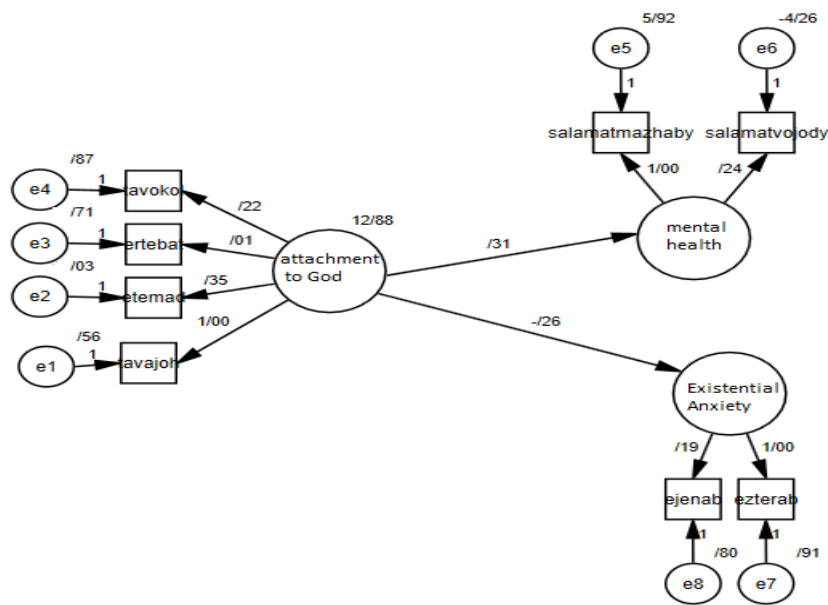 5/92
-4/26
e5
e6
1
1
salamatmazhaby
salamatvojody
1/00
/24
mental
health
/87
e4
1
tavokol
/22
/71
e3
1
ertebat
/01
12/88
attachment
to God
/31
/03
e2
1
etemad
/35
-/26
/56
e1
1
tavajoh
1/00
Existential
Anxiety
/19
1/00
ejenab
ezterab
1
1
/80
/91
e8
e7